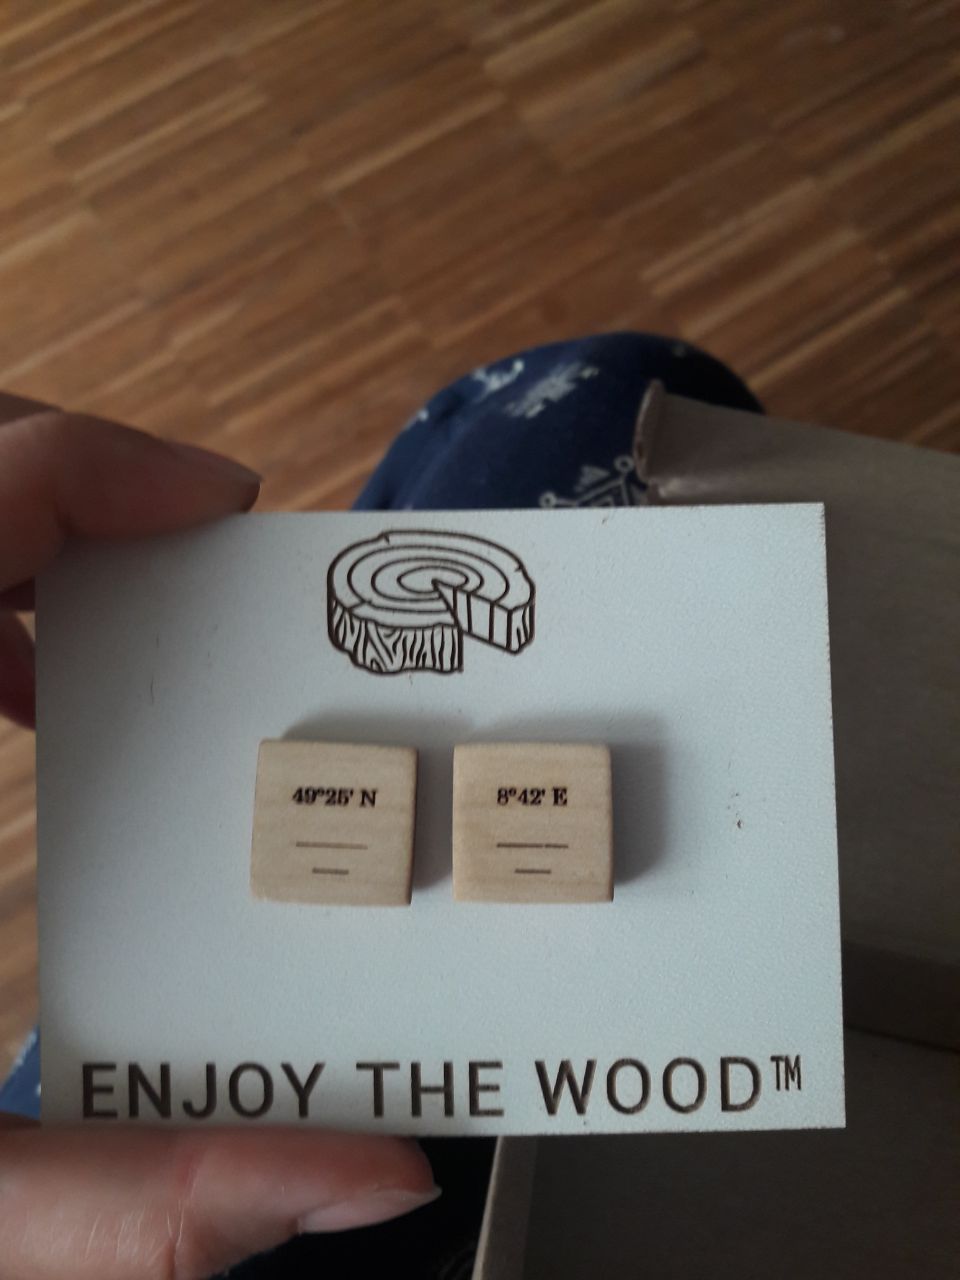 49°25' N
8°42' E
ENJOY THE WOOD™